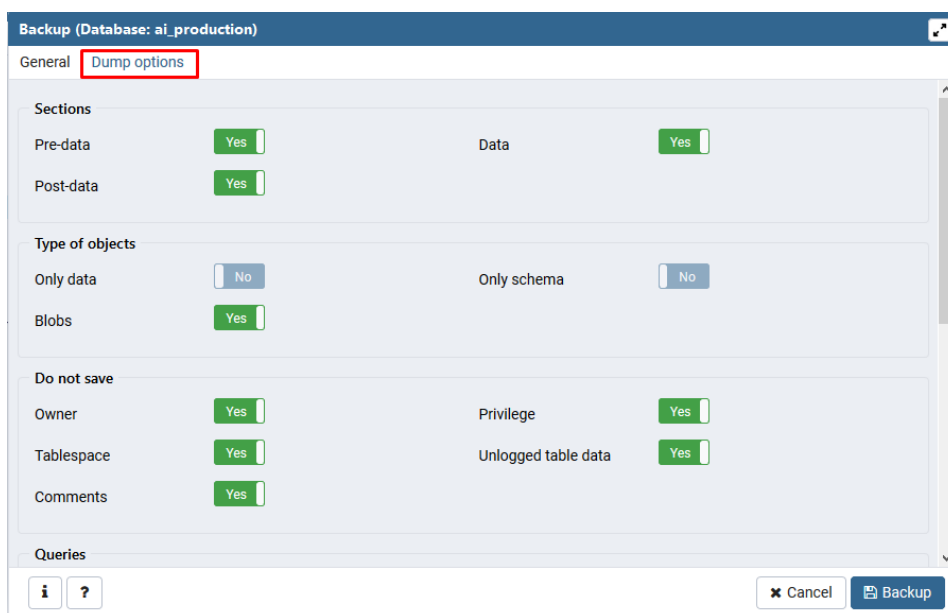 Backup (Database: ai_production)
General Dump options
Sections
Pre-data Yes Data Yes
Post-data Yes
Type of objects
Only data No Only schema No
Blobs Yes
Do not save
Owner Yes Privilege Yes
Tablespace Yes Unlogged table data Yes
Comments Yes
Queries
i ? Cancel Backup